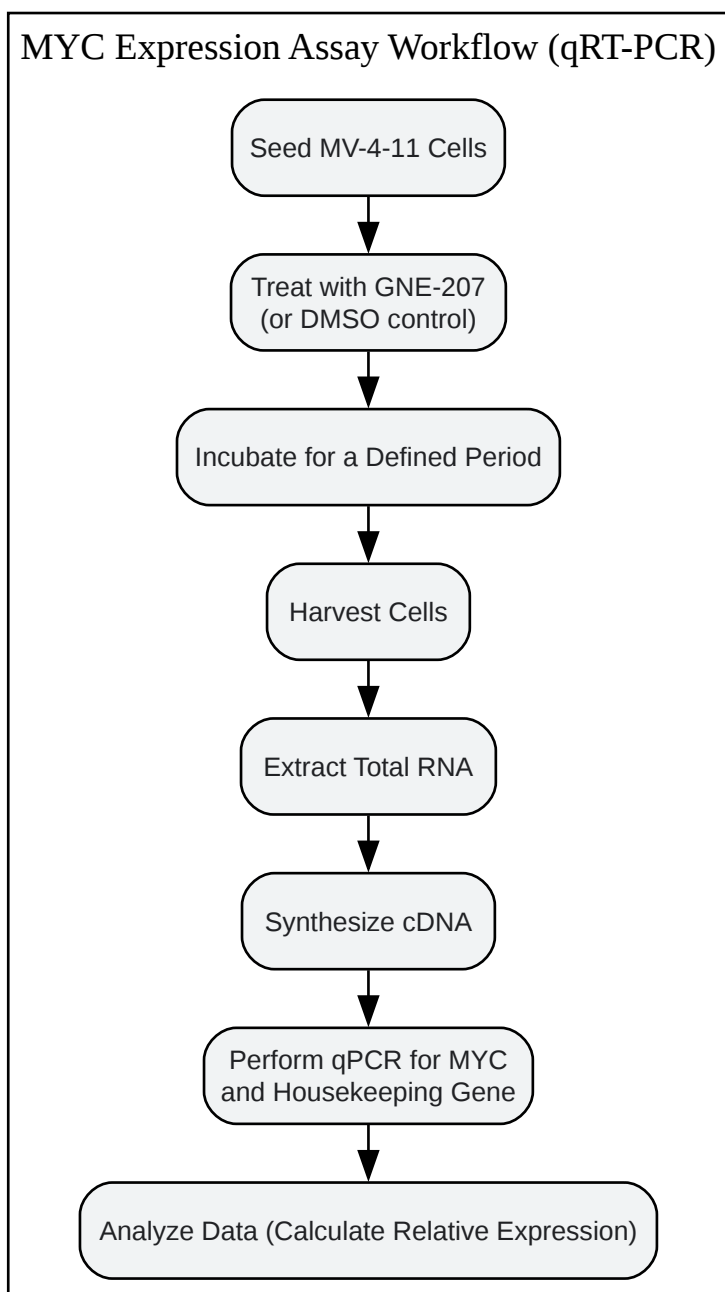 MYC Expression Assay Workflow (qRT-PCR)
Seed MV-4-11 Cells
Treat with GNE-207
(or DMSO control)
Incubate for a Defined Period
Harvest Cells
Extract Total RNA
Synthesize cDNA
Perform qPCR for MYC
and Housekeeping Gene
Analyze Data (Calculate Relative Expression)